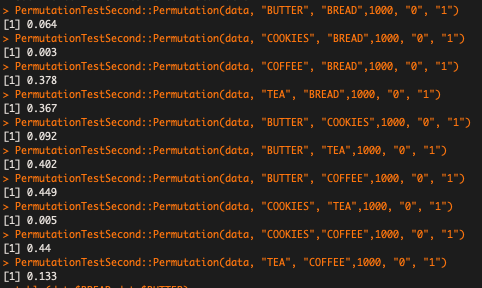 > PermutationTestSecond::Permutation(data, "BUTTER", "BREAD",1000, "0", "1")
[1] 0.064
> PermutationTestSecond::Permutation(data, "COOKIES", "BREAD",1000, "0", "1")
[1] 0.003
> PermutationTestSecond::Permutation(data, "COFFEE", "BREAD",1000, "0", "1")
[1] 0.378
> PermutationTestSecond::Permutation(data, "TEA", "BREAD",1000, "0", "1")
[1] 0.367
> PermutationTestSecond::Permutation(data, "BUTTER", "COOKIES",1000, "0", "1")
[1] 0.092
> PermutationTestSecond::Permutation(data, "BUTTER", "TEA",1000, "0", "1")
[1] 0.402
> PermutationTestSecond::Permutation(data, "BUTTER", "COFFEE",1000, "0", "1")
[1] 0.449
> PermutationTestSecond::Permutation(data, "COOKIES", "TEA",1000, "0", "1")
[1] 0.005
> PermutationTestSecond::Permutation(data, "COOKIES","COFFEE",1000, "0", "1")
[1] 0.44
> PermutationTestSecond::Permutation(data, "TEA", "COFFEE",1000, "0", "1")
[1] 0.133